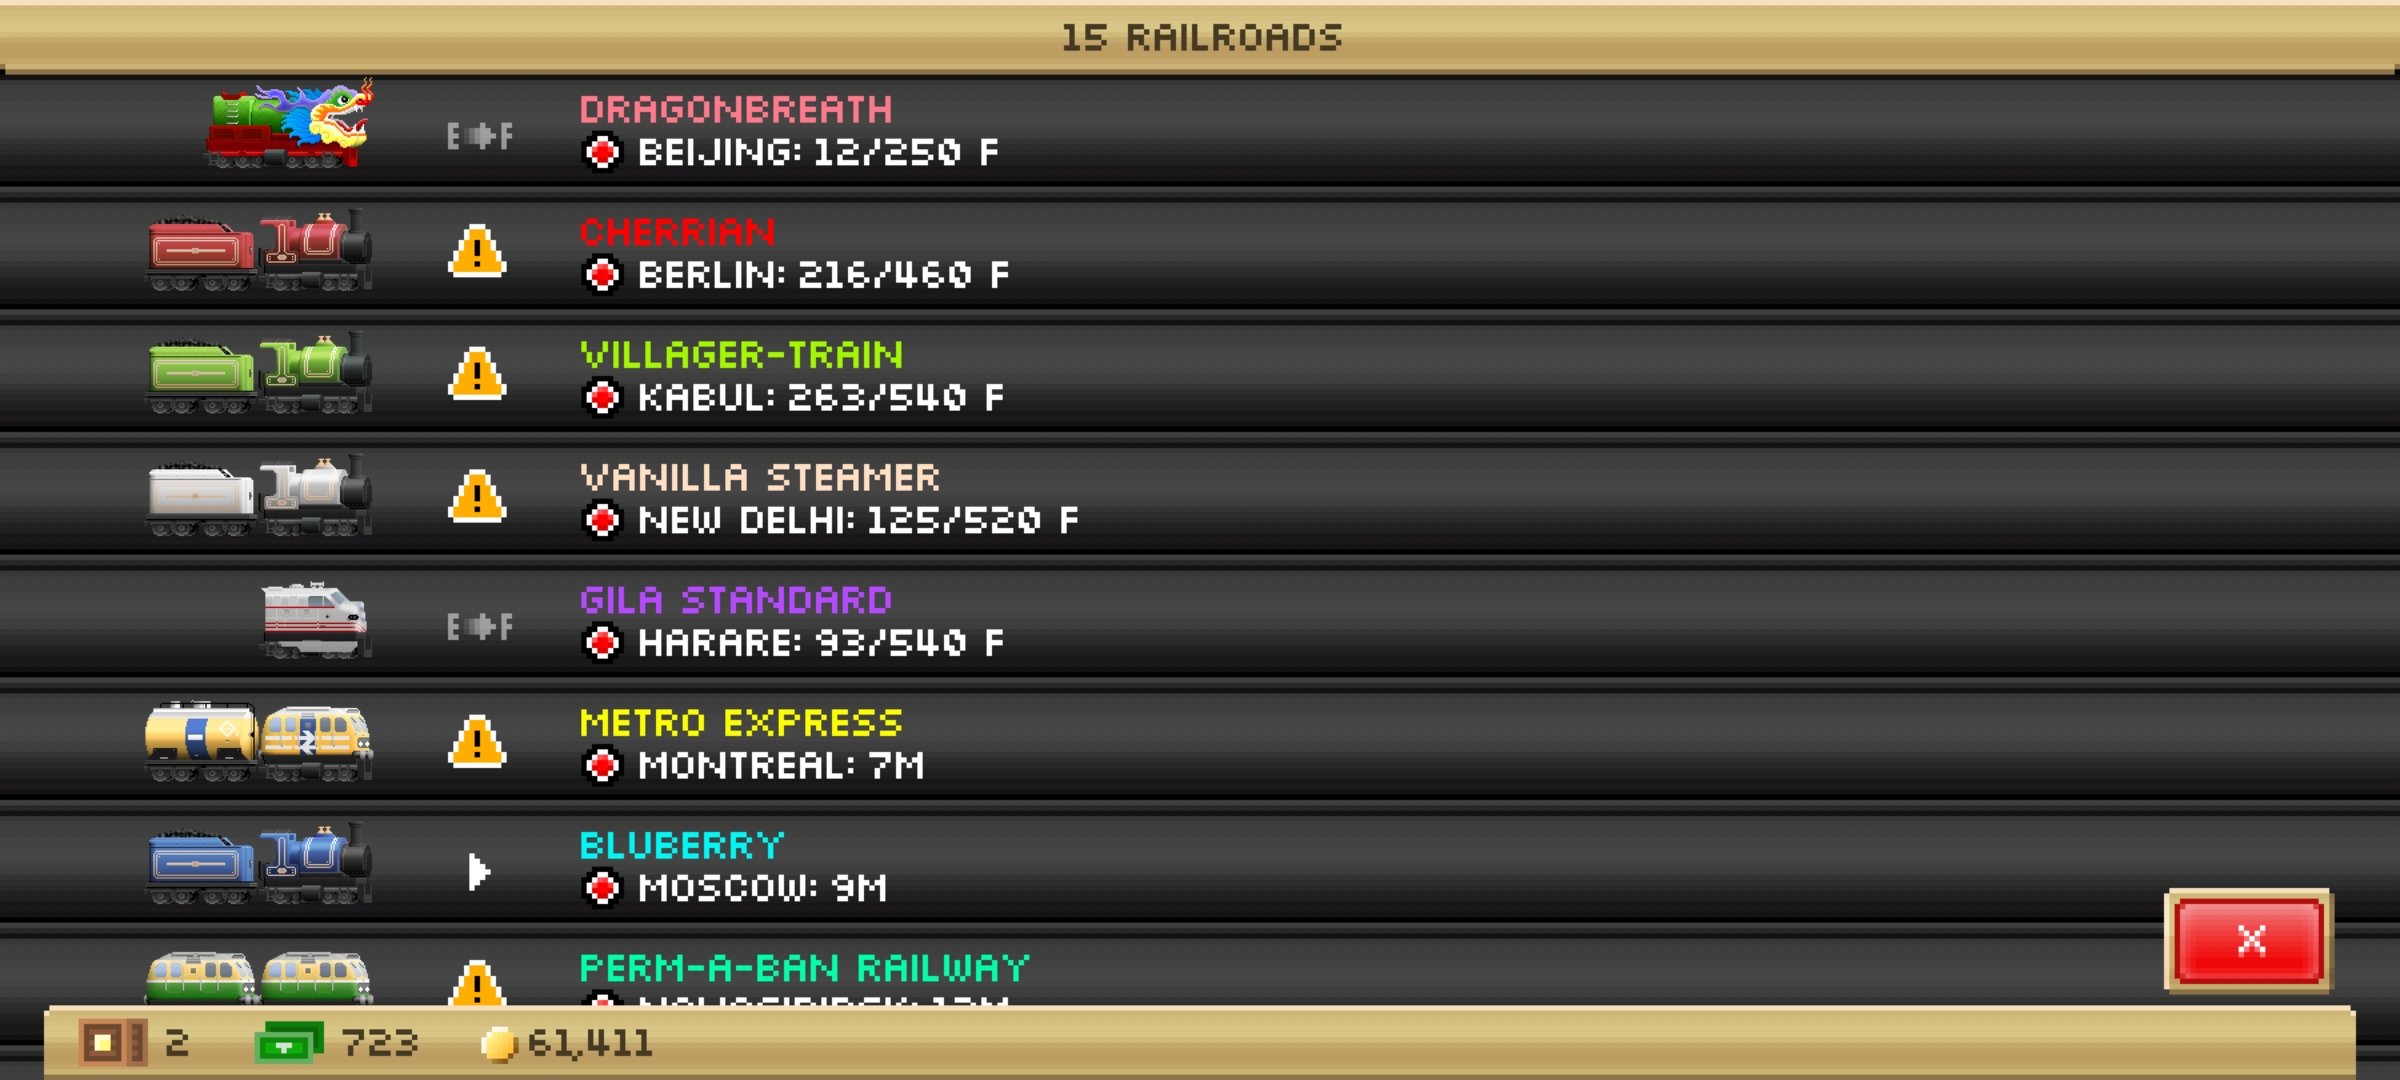 15 RAILROADS
DRAGONBREATH
E F
BEIJING: 12/250 F
CHERRIAN
BERLIN: 216/460 F
VILLAGER-TRAIN
KABUL: 263/540 F
VANILLA STEAMER
NEW DELHI: 125/520 F
GILA STANDARD
E F
HARARE: 93/540 F
METRO EXPRESS
MONTREAL: 7M
BLUBERRY
MOSCOW: 9M
PERM-A-BAN RAILWAY
X
2 723 61,411